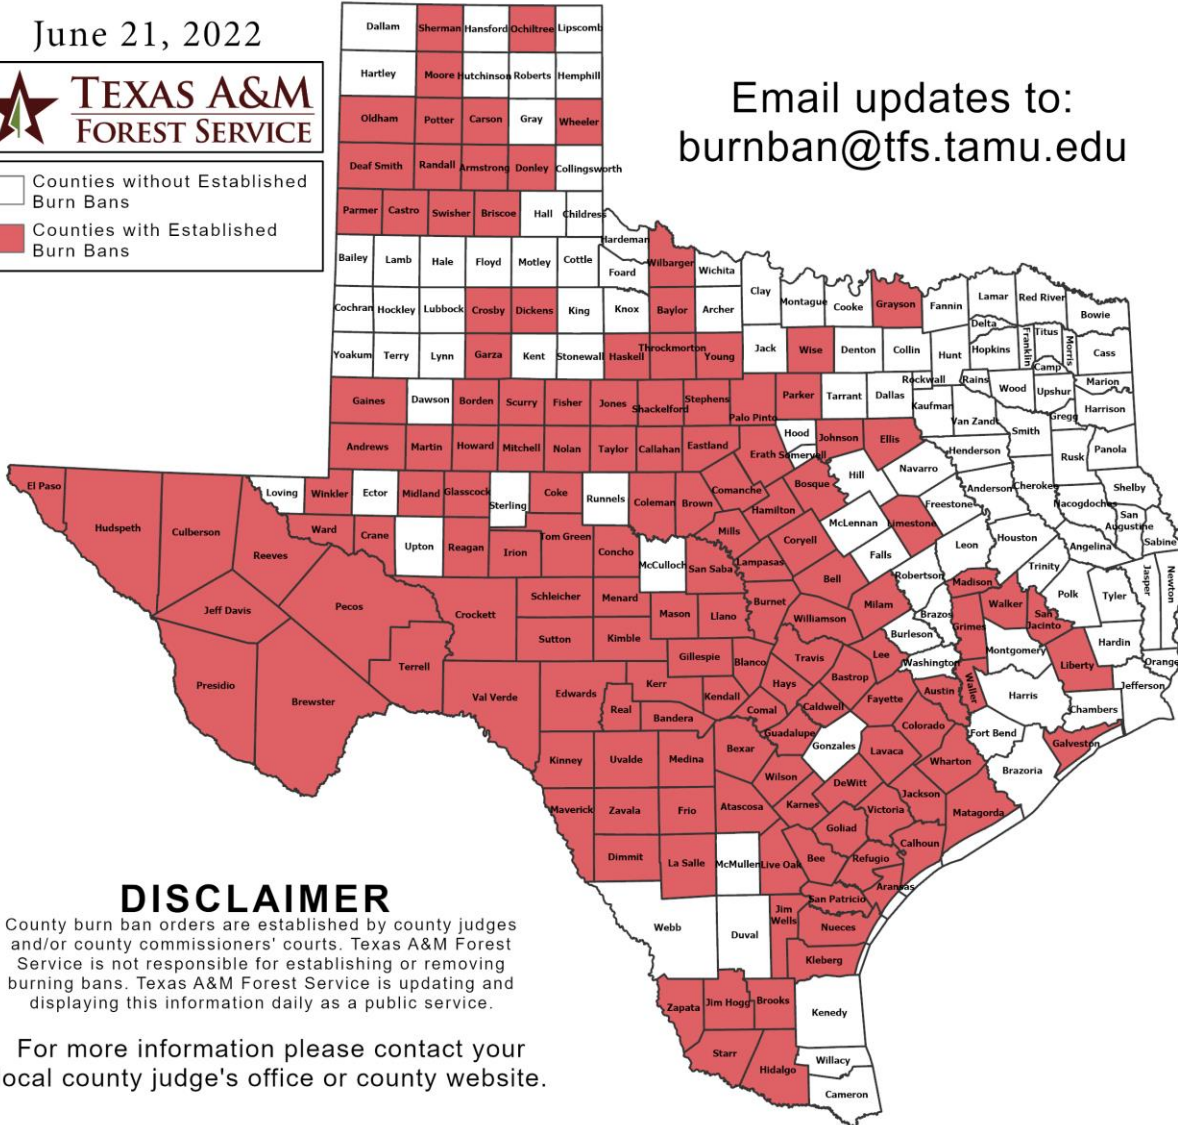 June 21, 2022
TEXAS A&M
FOREST SERVICE
Counties without Established
Burn Bans
Counties with Established
Burn Bans
Email updates to:
burnban@tfs.tamu.edu
Dallam Sherman Hansford Ochiltree Lipscomb
Hartley Moore Hutchinson Roberts Hemphill
Oldham Potter Carson Gray Wheeler
Deaf Smith Randall Armstrong Donley Collingsworth
Parmer Castro Swisher Briscoe Hall Childress
Hardeman
Bailey Lamb Hale Floyd Motley Cottle Foard Wilbarger Wichita
Clay Montague Cooke Grayson Fannin Lamar Red River Bowie
Cochran Hockley Lubbock Crosby Dickens King Knox Baylor Archer
Delta Titus Franklin Morris Cass
Yoakum Terry Lynn Garza Kent Stonewall Haskell Throckmorton Young Jack Wise Denton Collin Hunt Hopkins Camp
Rockwall Rains Wood Upshur Marion
Gaines Dawson Borden Scurry Fisher Jones Shackelford Stephens Palo Pinto Parker Tarrant Dallas Kaufman Van Zandt Gregg Harrison
Andrews Martin Howard Mitchell Nolan Taylor Callahan Eastland Erath Hood Somervell Johnson Ellis Henderson Smith Rusk Panola
El Paso Hudspeth Culberson Reeves Loving Winkler Ector Midland Glasscock Sterling Coke Runnels Coleman Brown Comanche Bosque Hill Navarro Anderson Cherokee Shelby
Ward Crane Upton Reagan Irion Tom Green Concho McCulloch San Saba Mills Hamilton Coryell McLennan Limestone Freestone Nacogdoches San Augustine Sabine
Lampasas Bell Falls Leon Houston Angelina
Jeff Davis Pecos Crockett Schleicher Menard Mason Llano Burnet Williamson Milam Robertson Madison Trinity Polk Tyler Jasper Newton
Sutton Kimble Brazos Grimes Walker San Jacinto
Burleson Montgomery Hardin
Terrell Gillespie Blanco Travis Lee Washington Liberty Orange
Presidio Brewster Val Verde Edwards Real Kerr Kendall Hays Bastrop Fayette Austin Waller Harris Jefferson
Bandera Comal Caldwell Colorado Chambers
Kinney Uvalde Medina Bexar Guadalupe Gonzales Lavaca Wharton Fort Bend Galveston
Wilson DeWitt Brazoria
Maverick Zavala Frio Atascosa Karnes Victoria Jackson Matagorda
Goliad Calhoun
Dimmit La Salle McMullen Live Oak Bee Refugio
Aransas
San Patricio
Webb Duval Jim Wells Nueces
Kleberg
Zapata Jim Hogg Brooks Kenedy
Starr Hidalgo Willacy
Cameron
DISCLAIMER
County burn ban orders are established by county judges
and/or county commissioners' courts. Texas A&M Forest
Service is not responsible for establishing or removing
burning bans. Texas A&M Forest Service is updating and
displaying this information daily as a public service.
For more information please contact your
local county judge's office or county website.